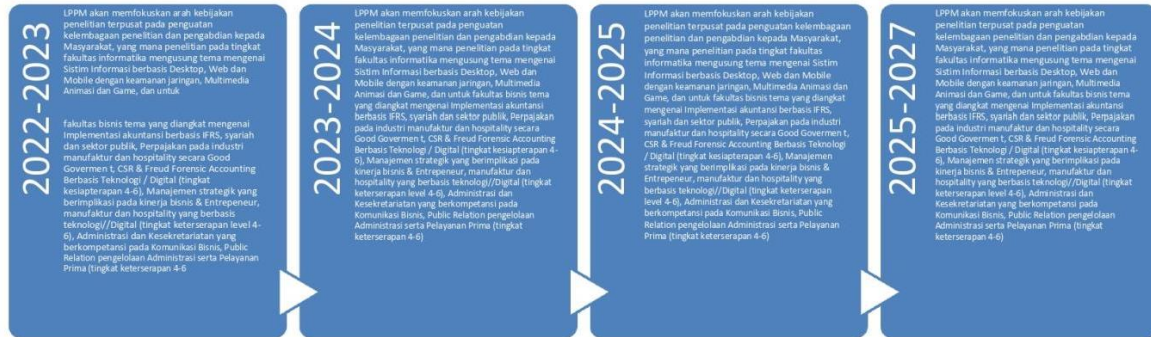 2022-2023
LPPM akan memfokuskan arah kebijakan
penelitian terpusat pada penguatan
kelembagaan penelitian dan pengabdian kepada
Masyarakat, yang mana penelitian pada tingkat
fakultas informatika mengusung tema mengenai
Sistim Informasi berbasis Desktop, Web dan
Mobile dengan keamanan jaringan, Multimedia
Animasi dan Game, dan untuk
fakultas bisnis tema yang diangkat mengenai
Implementasi akuntansi berbasis IFRS, syariah
dan sektor publik, Perpajakan pada industri
manufaktur dan hospitality secara Good
Govermen t, CSR & Freud Forensic Accounting
Berbasis Teknologi / Digital (tingkat
kesiapterapan 4-6), Manajemen strategik yang
berimplikasi pada kinerja bisnis & Entrepeneur,
manufaktur dan hospitality yang berbasis
teknologi//Digital (tingkat keterserapan level 4-
6), Administrasi dan Kesekretariatan yang
berkompetansi pada Komunikasi Bisnis, Public
Relation pengelolaan Administrasi serta Pelayanan
Prima (tingkat keterserapan 4-6
2023-2024
LPPM akan memfokuskan arah kebijakan
penelitian terpusat pada penguatan
kelembagaan penelitian dan pengabdian kepada
Masyarakat, yang mana penelitian pada tingkat
fakultas informatika mengusung tema mengenai
Sistim Informasi berbasis Desktop, Web dan
Mobile dengan keamanan jaringan, Multimedia
Animasi dan Game, dan untuk fakultas bisnis tema
yang diangkat mengenai Implementasi akuntansi
berbasis IFRS, syariah dan sektor publik, Perpajakan
pada industri manufaktur dan hospitality secara
Good Govermen t, CSR & Freud Forensic Accounting
Berbasis Teknologi / Digital (tingkat kesiapterapan 4-
6), Manajemen strategik yang berimplikasi pada
kinerja bisnis & Entrepeneur, manufaktur dan
hospitality yang berbasis teknologi//Digital (tingkat
keterserapan level 4-6), Administrasi dan
Kesekretariatan yang berkompetansi pada
Komunikasi Bisnis, Public Relation pengelolaan
Administrasi serta Pelayanan Prima (tingkat
keterserapan 4-6)
2024-2025
LPPM akan memfokuskan arah kebijakan
penelitian terpusat pada penguatan kelembagaan
penelitian dan pengabdian kepada Masyarakat,
yang mana penelitian pada tingkat fakultas
informatika mengusung tema mengenai Sistim
Informasi berbasis Desktop, Web dan Mobile
dengan keamanan jaringan, Multimedia Animasi dan
Game, dan untuk fakultas bisnis tema yang diangkat
mengenai Implementasi akuntansi berbasis IFRS,
syariah dan sektor publik, Perpajakan pada industri
manufaktur dan hospitality secara Good Govermen t,
CSR & Freud Forensic Accounting Berbasis Teknologi
/ Digital (tingkat kesiapterapan 4-6), Manajemen
strategik yang berimplikasi pada kinerja bisnis &
Entrepeneur, manufaktur dan hospitality yang
berbasis teknologi//Digital (tingkat keterserapan
level 4-6), Administrasi dan Kesekretariatan yang
berkompetansi pada Komunikasi Bisnis, Public
Relation pengelolaan Administrasi serta Pelayanan
Prima (tingkat keterserapan 4-6)
2025-2027
LPPM akan memfokuskan arah kebijakan
penelitian terpusat pada penguatan
kelembagaan penelitian dan pengabdian kepada
Masyarakat, yang mana penelitian pada tingkat
fakultas informatika mengusung tema mengenai
Sistim Informasi berbasis Desktop, Web dan
Mobile dengan keamanan jaringan, Multimedia
Animasi dan Game, dan untuk fakultas bisnis tema
yang diangkat mengenai Implementasi akuntansi
berbasis IFRS, syariah dan sektor publik, Perpajakan
pada industri manufaktur dan hospitality secara
Good Govermen t, CSR & Freud Forensic Accounting
Berbasis Teknologi / Digital (tingkat kesiapterapan 4-
6), Manajemen strategik yang berimplikasi pada
kinerja bisnis & Entrepeneur, manufaktur dan
hospitality yang berbasis teknologi//Digital (tingkat
keterserapan level 4-6), Administrasi dan
Kesekretariatan yang berkompetansi pada
Komunikasi Bisnis, Public Relation pengelolaan
Administrasi serta Pelayanan Prima (tingkat
keterserapan 4-6)